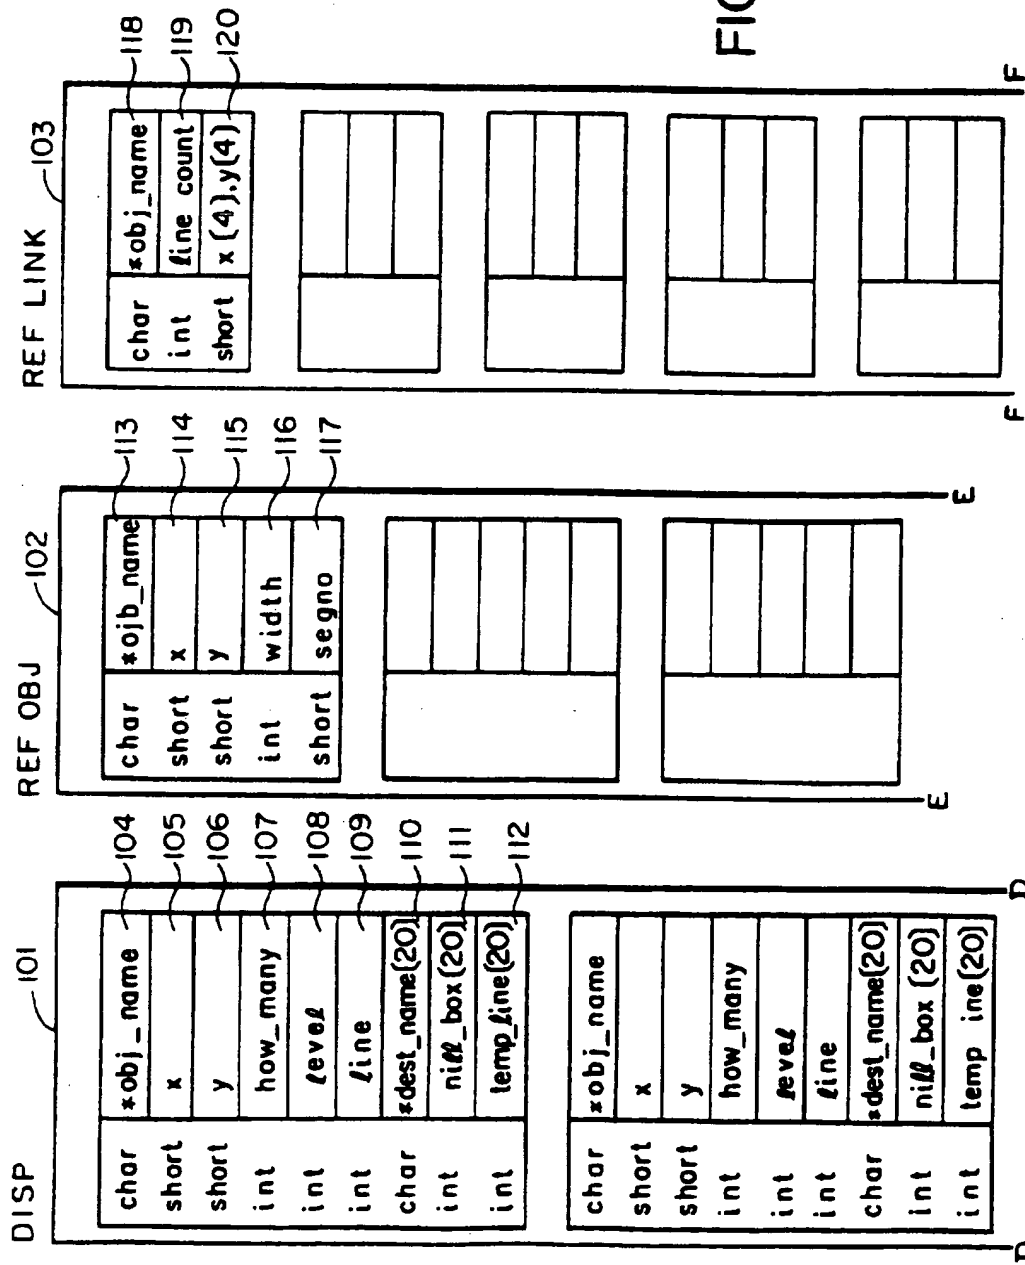 DISP
101
char *obj_name 104
short x 105
short y 106
int how_many 107
int level 108
int line 109
char *dest_name(20) 110
int nill_box(20) 111
int temp_line(20) 112
char *obj_name
short x
short y
int how_many
int level
int line
char *dest_name(20)
int nill_box (20)
int temp ine(20)
D D
REF OBJ
102
char *ojb_name 113
short x 114
short y 115
int width 116
short segno 117
E E
REF LINK
103
char *obj_name 118
int line count 119
short x (4).y(4) 120
F F